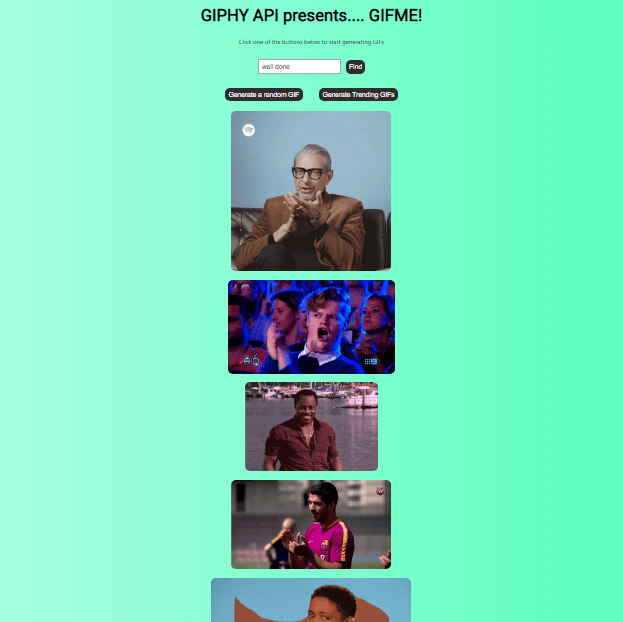 GIPHY API presents.... GIFME!
Click one of the buttons below to start generating GIFs
well done
Find
Generate a random GIF
Generate Trending GIFs